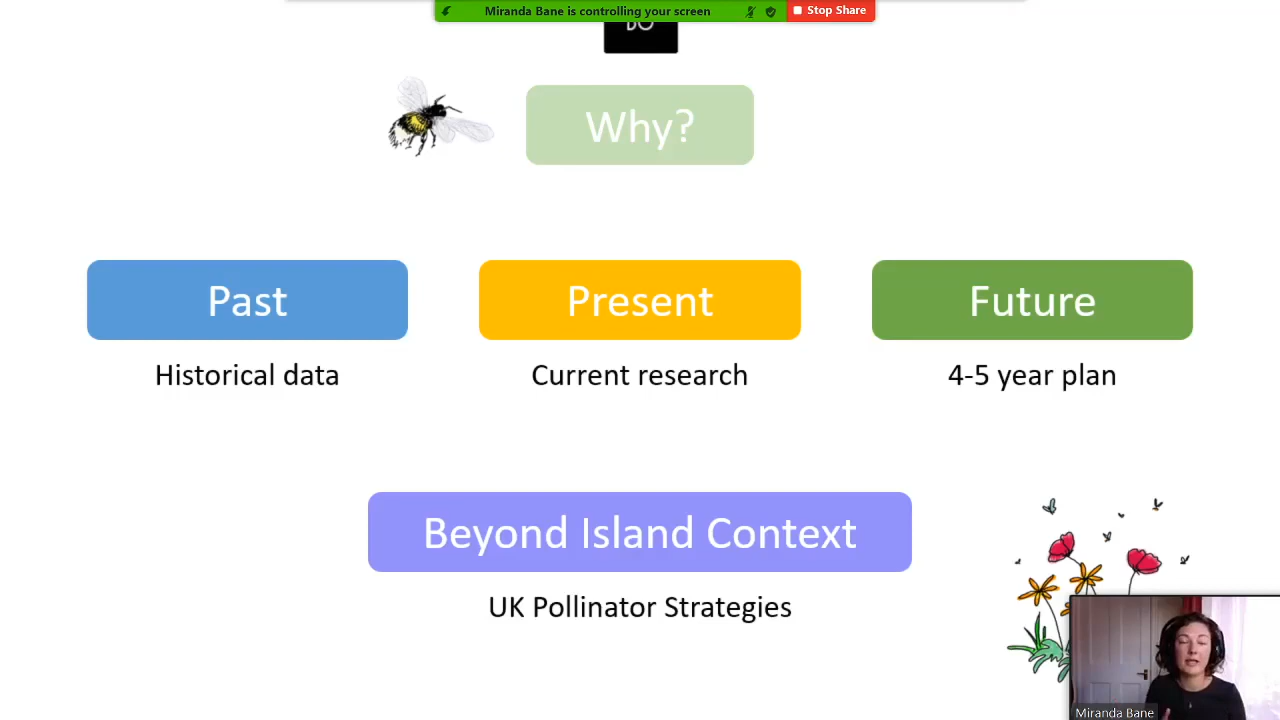 Miranda Bane is controlling your screen
Stop Share
Why?
Past
Present
Future
Historical data
Current research
4-5 year plan
Beyond Island Context
UK Pollinator Strategies
Miranda Bane